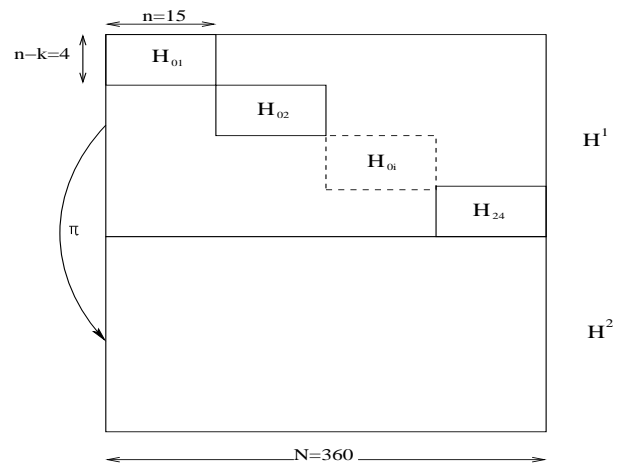 n=15
n−k=4
H₀₁
H₀₂
H₀ᵢ
H¹
H₂₄
π
H²
N=360